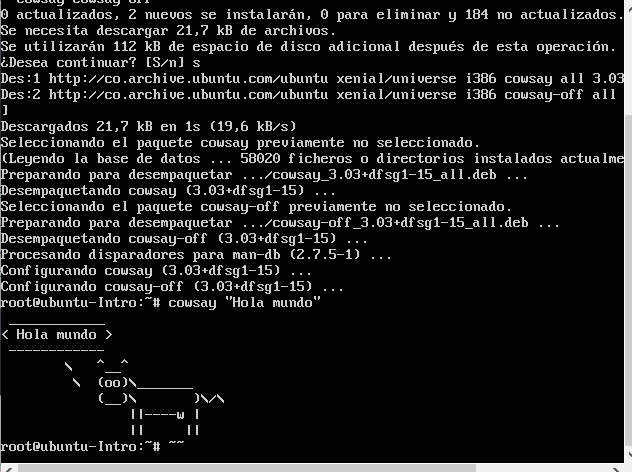 0 actualizados, 2 nuevos se instalarán, 0 para eliminar y 184 no actualizados.
Se necesita descargar 21,7 kB de archivos.
Se utilizarán 112 kB de espacio de disco adicional después de esta operación.
¿Desea continuar? [S/n] s
Des:1 http://co.archive.ubuntu.com/ubuntu xenial/universe i386 cowsay all 3.03
Des:2 http://co.archive.ubuntu.com/ubuntu xenial/universe i386 cowsay-off all
]
Descargados 21,7 kB en 1s (19,6 kB/s)
Seleccionando el paquete cowsay previamente no seleccionado.
(Leyendo la base de datos ... 58020 ficheros o directorios instalados actualme
Preparando para desempaquetar .../cowsay_3.03+dfsg1-15_all.deb ...
Desempaquetando cowsay (3.03+dfsg1-15) ...
Seleccionando el paquete cowsay-off previamente no seleccionado.
Preparando para desempaquetar .../cowsay-off_3.03+dfsg1-15_all.deb ...
Desempaquetando cowsay-off (3.03+dfsg1-15) ...
Procesando disparadores para man-db (2.7.5-1) ...
Configurando cowsay (3.03+dfsg1-15) ...
Configurando cowsay-off (3.03+dfsg1-15) ...
root@ubuntu-Intro:~# cowsay "Hola mundo"
 ____________
< Hola mundo >
 ------------
        \   ^__^
         \  (oo)\_______
            (__)\       )\/\
                ||----w |
                ||     ||
root@ubuntu-Intro:~# ~~